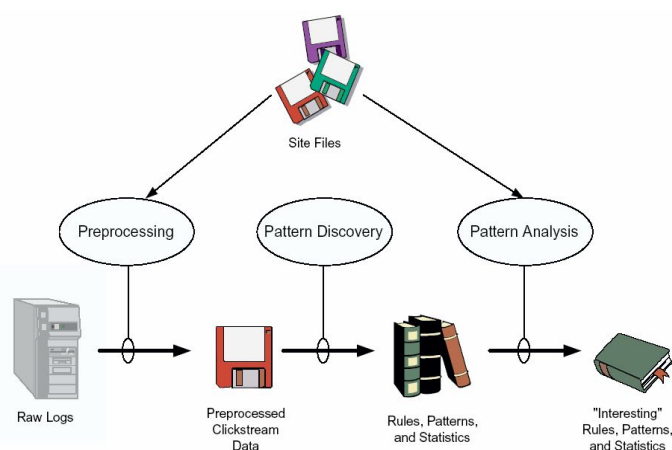 Site Files
Preprocessing
Pattern Discovery
Pattern Analysis
Raw Logs
Preprocessed
Clickstream
Data
Rules, Patterns,
and Statistics
"Interesting"
Rules, Patterns,
and Statistics